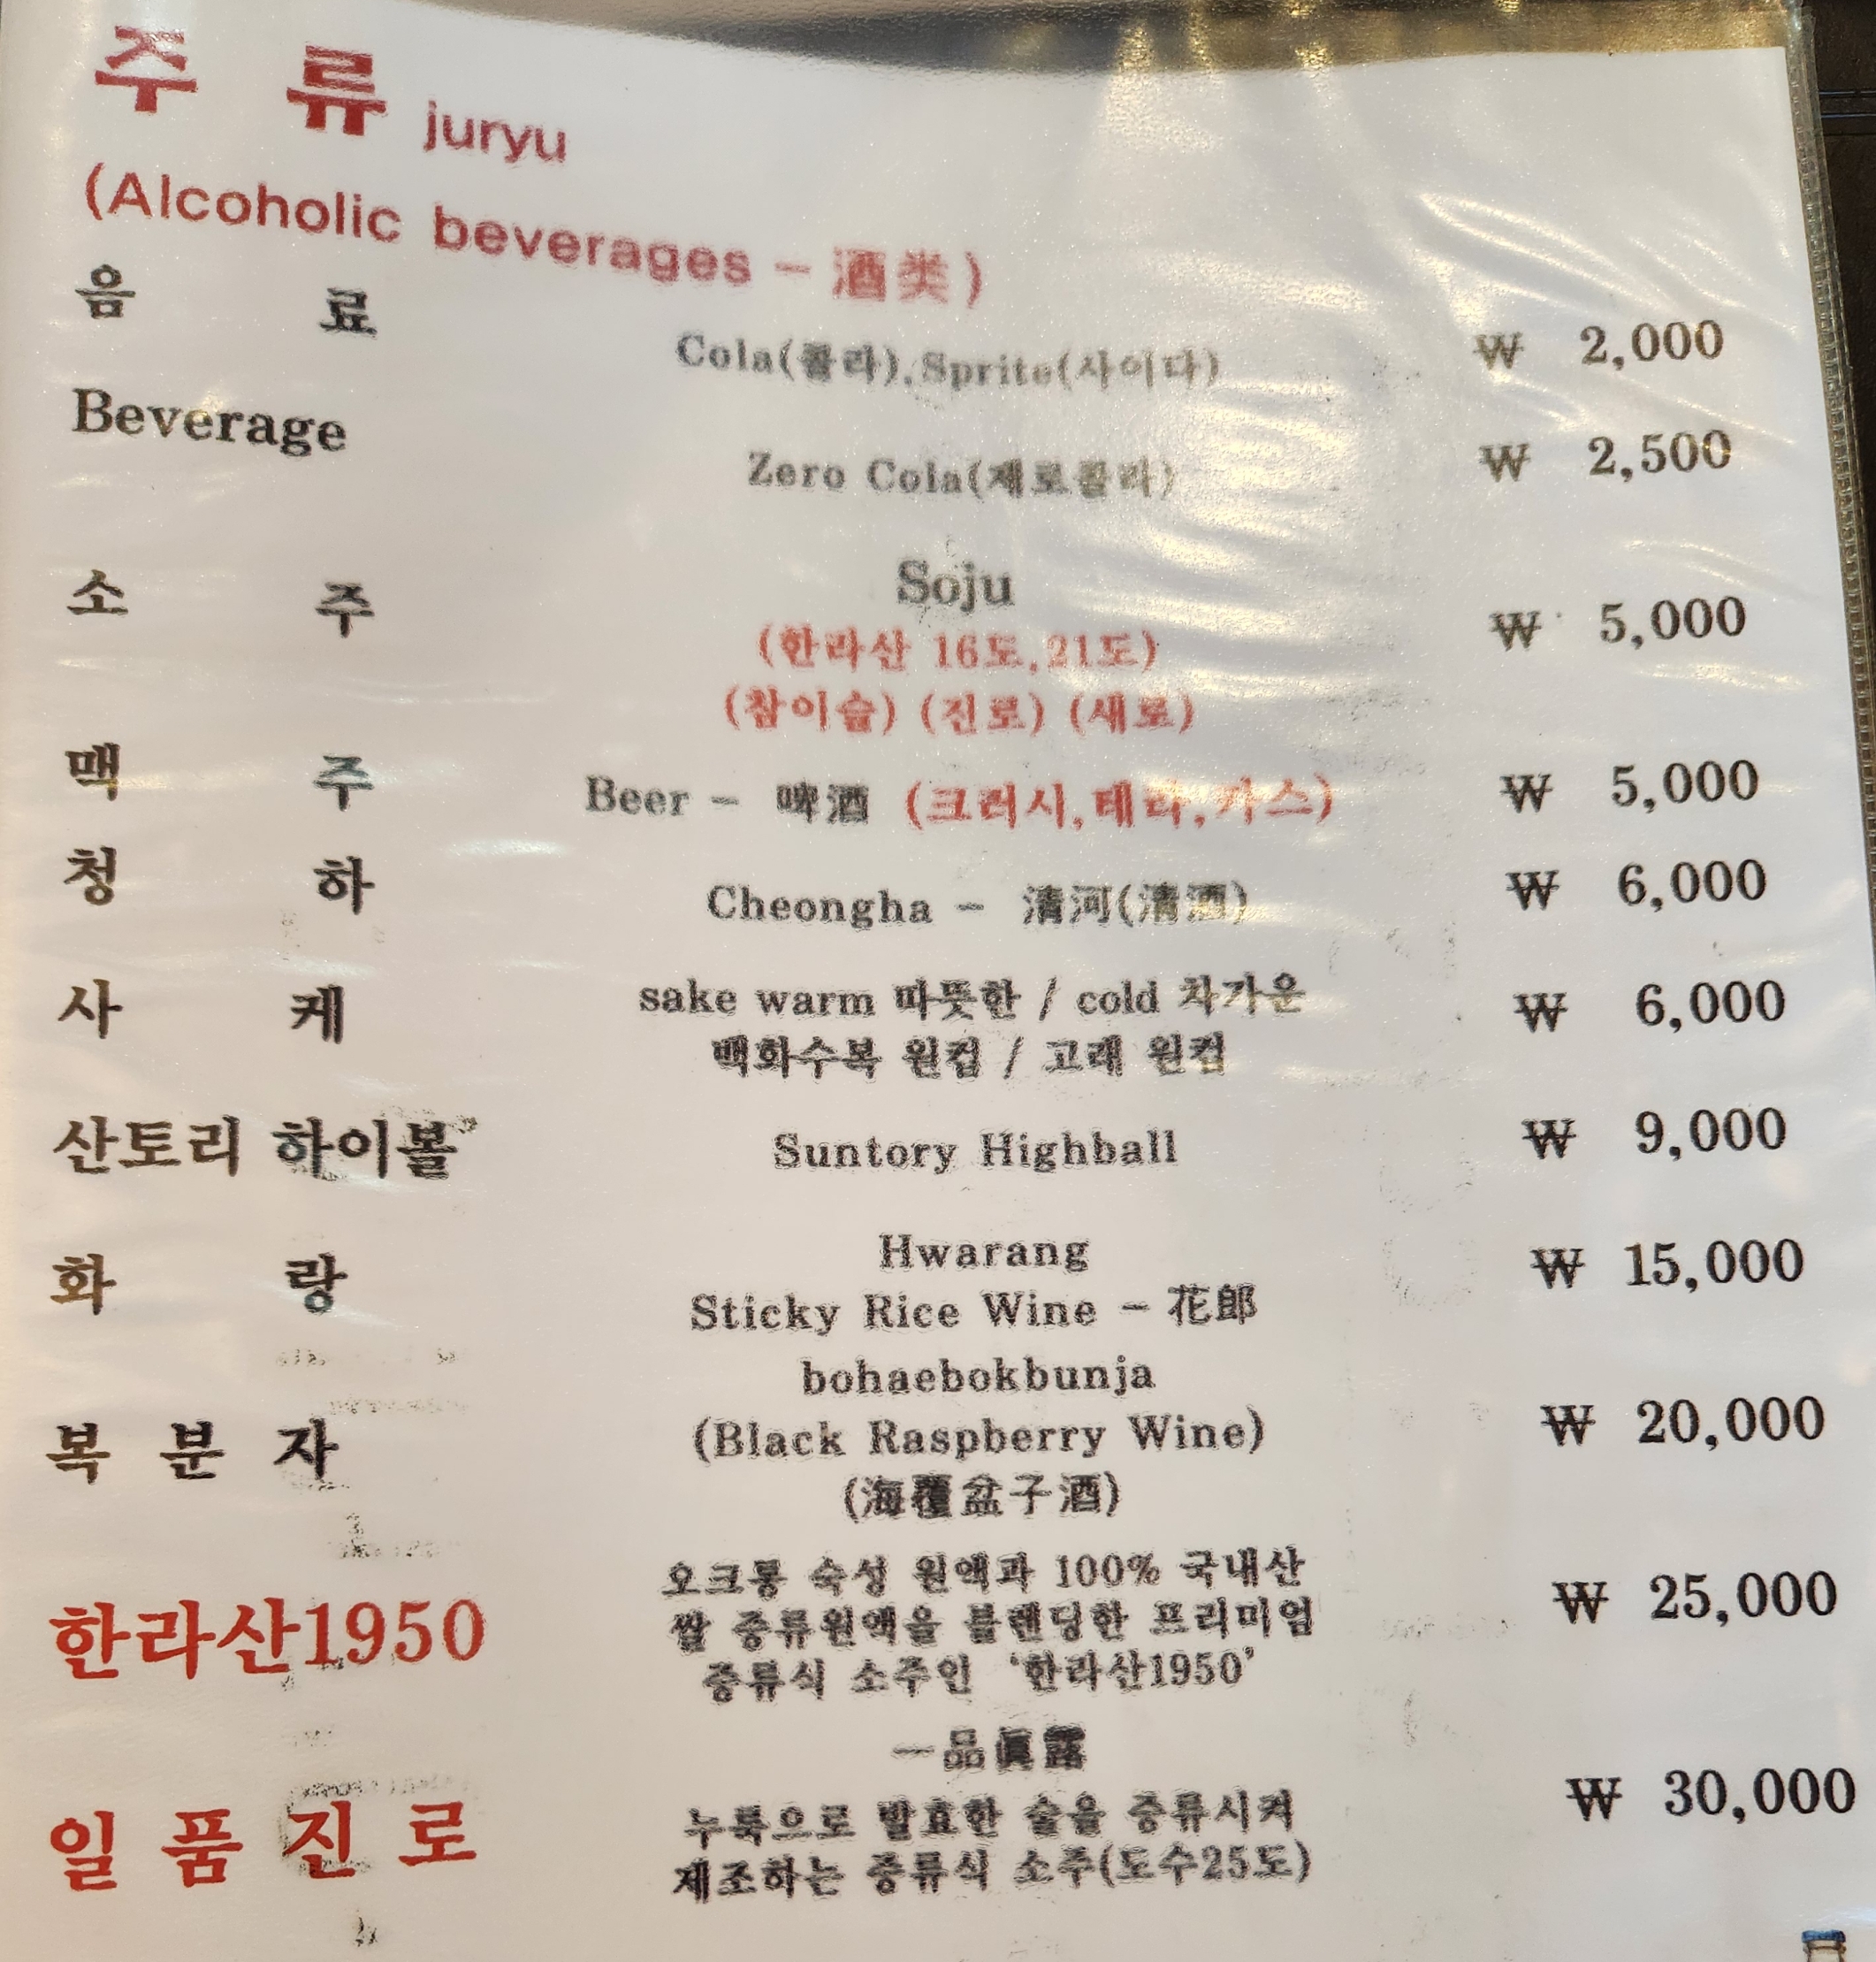 주 류 juryu
(Alcoholic beverages - 酒类)
음 료 Cola(콜라),Sprite(사이다) ₩ 2,000
Beverage Zero Cola(제로콜라) ₩ 2,500
소 주 Soju ₩ 5,000
(한라산 16도,21도)
(참이슬) (진로) (새로)
맥 주 Beer - 啤酒 (크러시,테라,카스) ₩ 5,000
청 하 Cheongha - 清河(清酒) ₩ 6,000
사 케 sake warm 따뜻한 / cold 차가운 ₩ 6,000
백화수복 원컵 / 고래 원컵
산토리 하이볼 Suntory Highball ₩ 9,000
화 랑 Hwarang ₩ 15,000
Sticky Rice Wine - 花郎
bohaebokbunja
복 분 자 (Black Raspberry Wine) ₩ 20,000
(海覆盆子酒)
오크통 숙성 원액과 100% 국내산
한라산1950 쌀 증류원액을 블렌딩한 프리미엄 ₩ 25,000
증류식 소주인 '한라산1950'
一品眞露
일 품 진 로 누룩으로 발효한 술을 증류시켜 ₩ 30,000
제조하는 증류식 소주(도수25도)